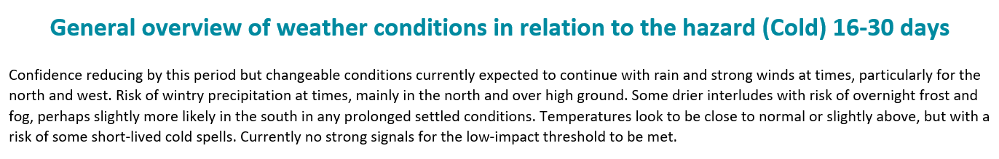 General overview of weather conditions in relation to the hazard (Cold) 16-30 days
Confidence reducing by this period but changeable conditions currently expected to continue with rain and strong winds at times, particularly for the
north and west. Risk of wintry precipitation at times, mainly in the north and over high ground. Some drier interludes with risk of overnight frost and
fog, perhaps slightly more likely in the south in any prolonged settled conditions. Temperatures look to be close to normal or slightly above, but with a
risk of some short-lived cold spells. Currently no strong signals for the low-impact threshold to be met.